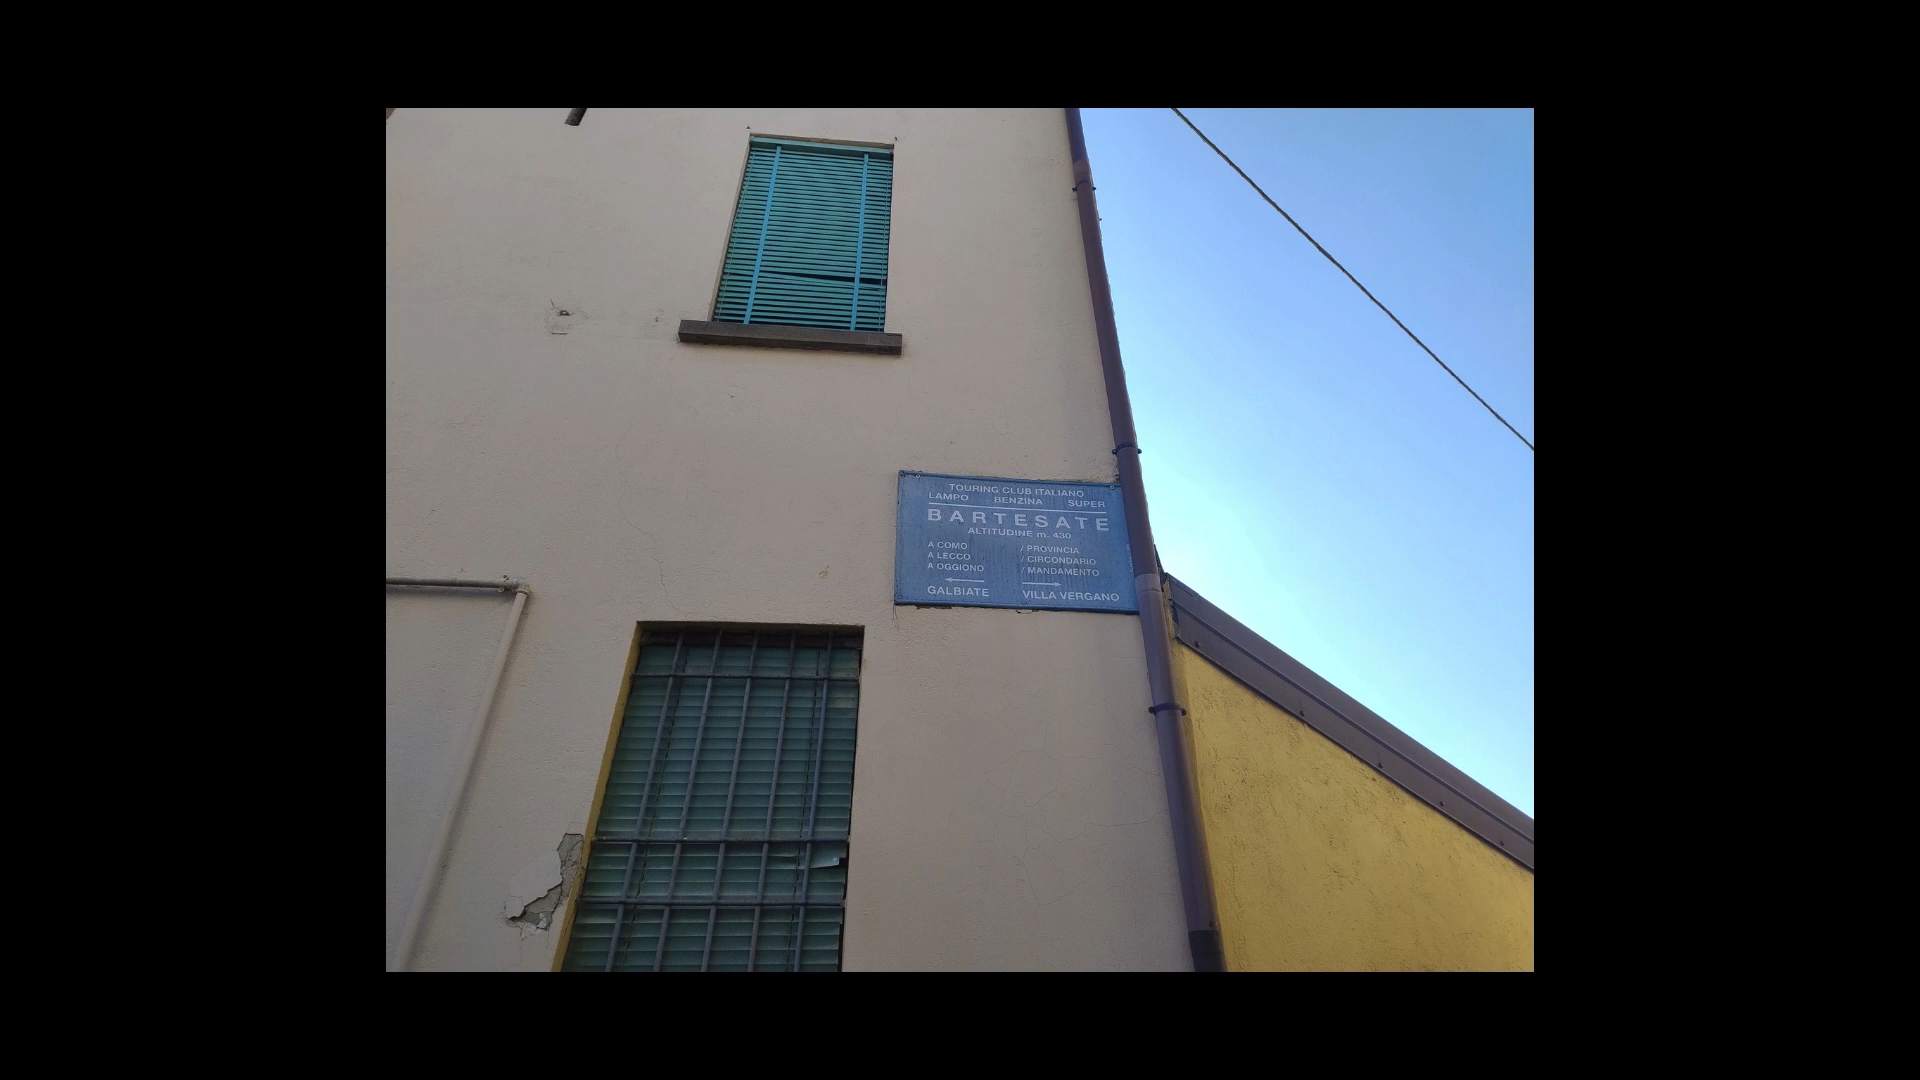 TOURING CLUB ITALIANO
LAMPO BENZINA SUPER
BARTESATE
ALTITUDINE m. 430
A COMO / PROVINCIA
A LECCO / CIRCONDARIO
A OGGIONO / MANDAMENTO
GALBIATE VILLA VERGANO